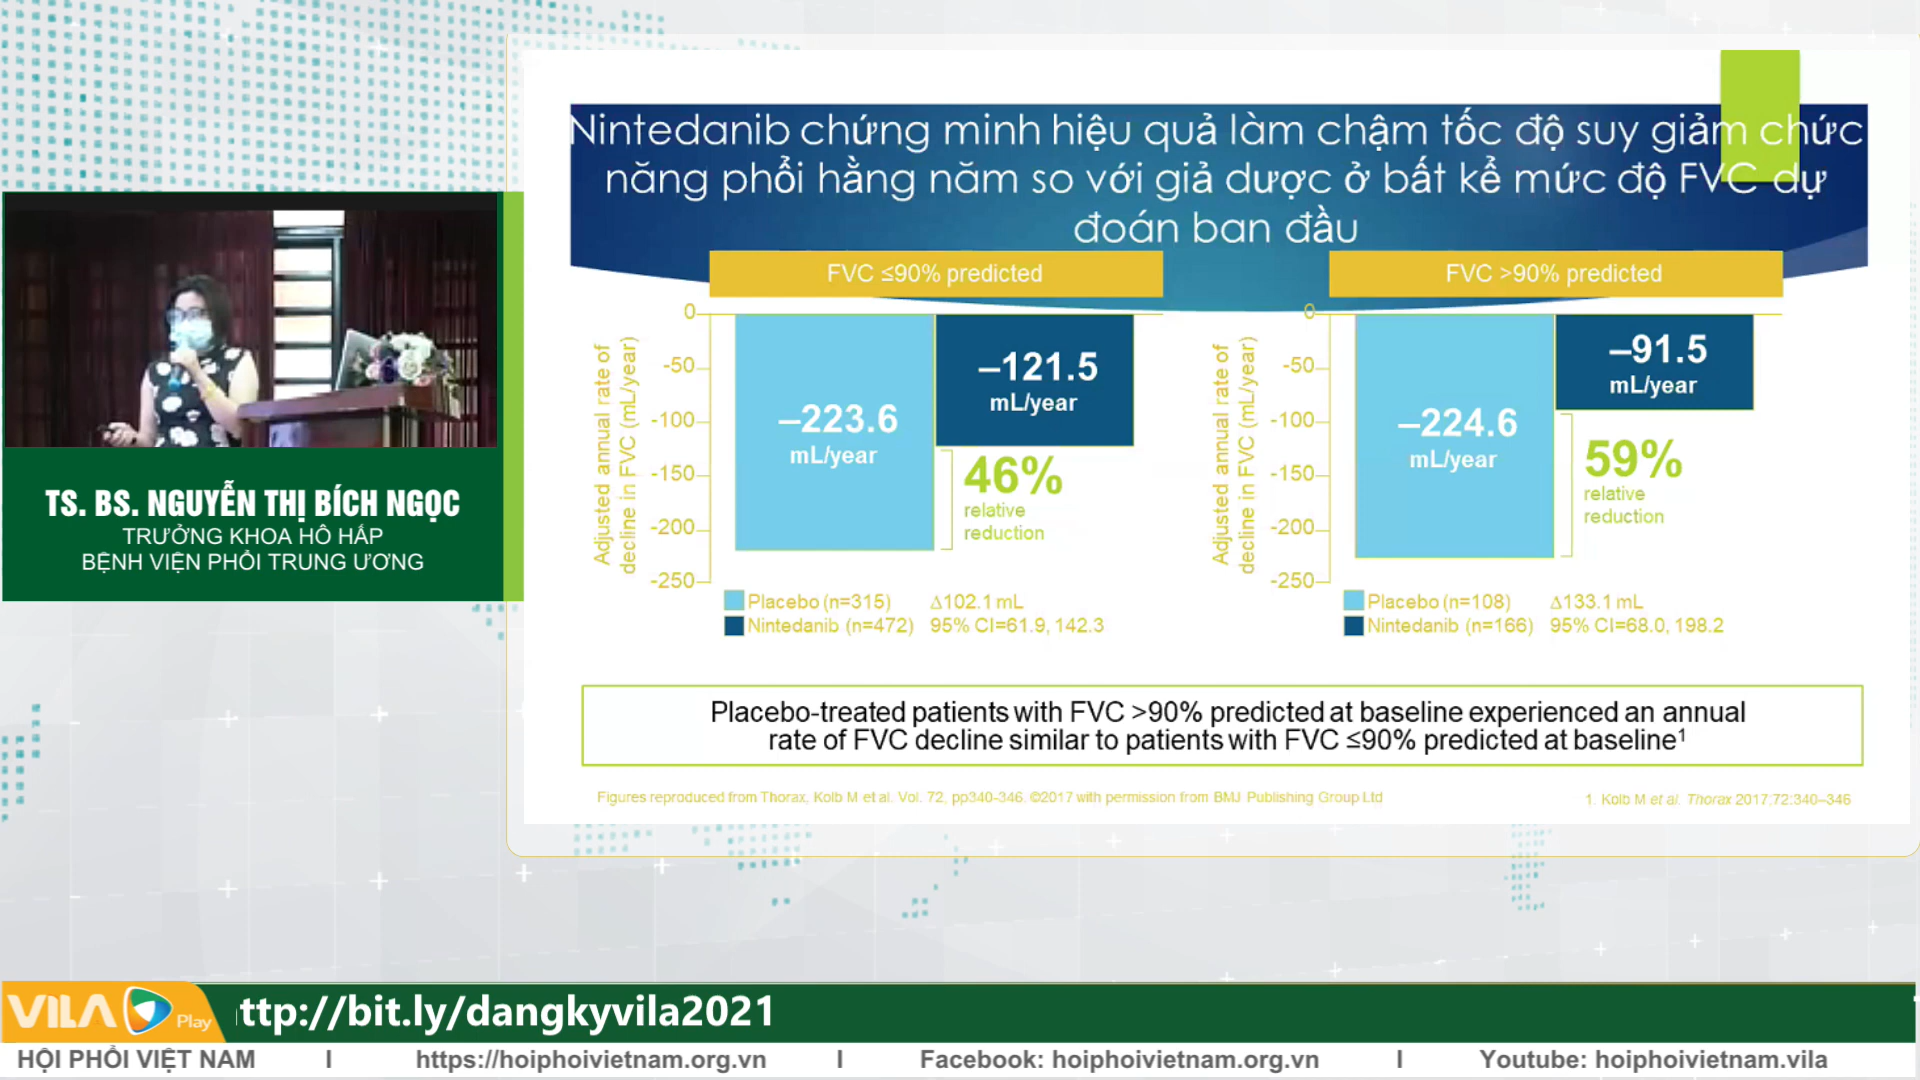 Nintedanib chứng minh hiệu quả làm chậm tốc độ suy giảm chức
năng phổi hằng năm so với giả dược ở bất kể mức độ FVC dự
đoán ban đầu
FVC ≤90% predicted
0
-50
-100
-150
-200
-250
Adjusted annual rate of
decline in FVC (mL/year)
–223.6
mL/year
–121.5
mL/year
46%
relative
reduction
Placebo (n=315) Δ102.1 mL
Nintedanib (n=472) 95% CI=61.9, 142.3
FVC >90% predicted
0
-50
-100
-150
-200
-250
Adjusted annual rate of
decline in FVC (mL/year)
–224.6
mL/year
–91.5
mL/year
59%
relative
reduction
Placebo (n=108) Δ133.1 mL
Nintedanib (n=166) 95% CI=68.0, 198.2
Placebo-treated patients with FVC >90% predicted at baseline experienced an annual
rate of FVC decline similar to patients with FVC ≤90% predicted at baseline¹
Figures reproduced from Thorax, Kolb M et al. Vol. 72, pp340-346, ©2017 with permission from BMJ Publishing Group Ltd
1. Kolb M et al. Thorax 2017;72:340–346
TS. BS. NGUYỄN THỊ BÍCH NGỌC
TRƯỞNG KHOA HÔ HẤP
BỆNH VIỆN PHỔI TRUNG ƯƠNG
VILA Play
ttp://bit.ly/dangkyvila2021
HỘI PHỔI VIỆT NAM I https://hoiphoivietnam.org.vn I Facebook: hoiphoivietnam.org.vn I Youtube: hoiphoivietnam.vila